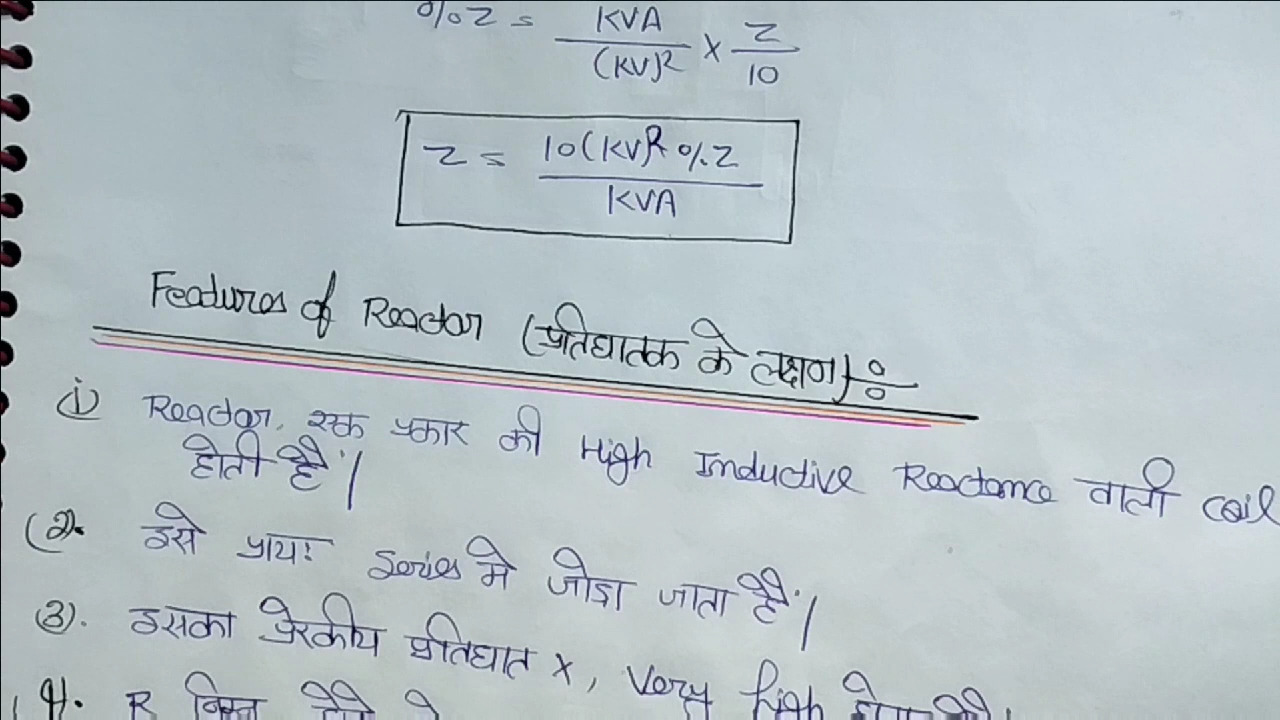 %Z = KVA/(KV)² × Z/10
Z = 10(KV)² %Z/KVA
Features of Reactor (प्रतिघातक के लक्षण) ÷
(i) Reactor, एक प्रकार की High Inductive Reactance वाली coil
होती है।
(2). इसे प्रायः Series मे जोड़ा जाता है।
(3). इसका प्रेरकीय प्रतिघात X, Very high होता है।
4. R निम्न होने से